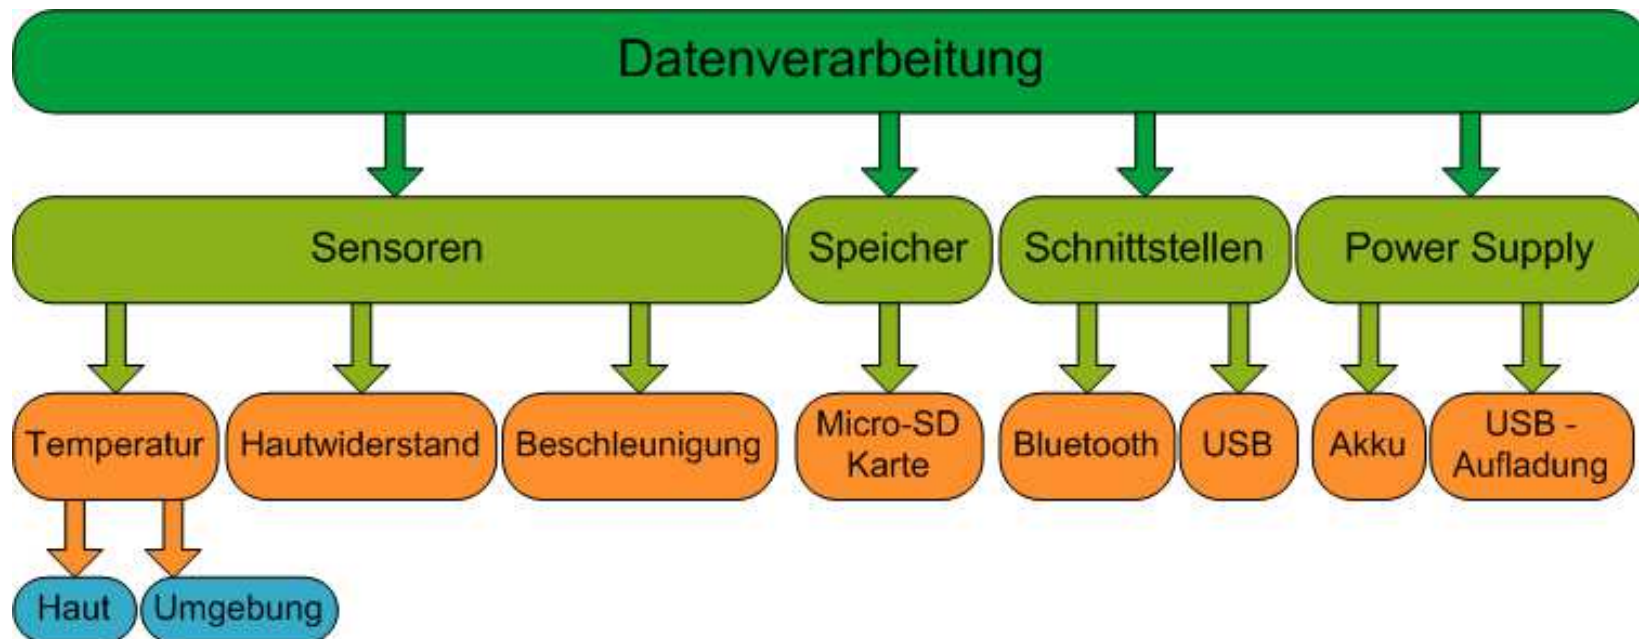 Datenverarbeitung
Sensoren
Speicher
Schnittstellen
Power Supply
Temperatur
Hautwiderstand
Beschleunigung
Micro-SD
Karte
Bluetooth
USB
Akku
USB -
Aufladung
Haut
Umgebung